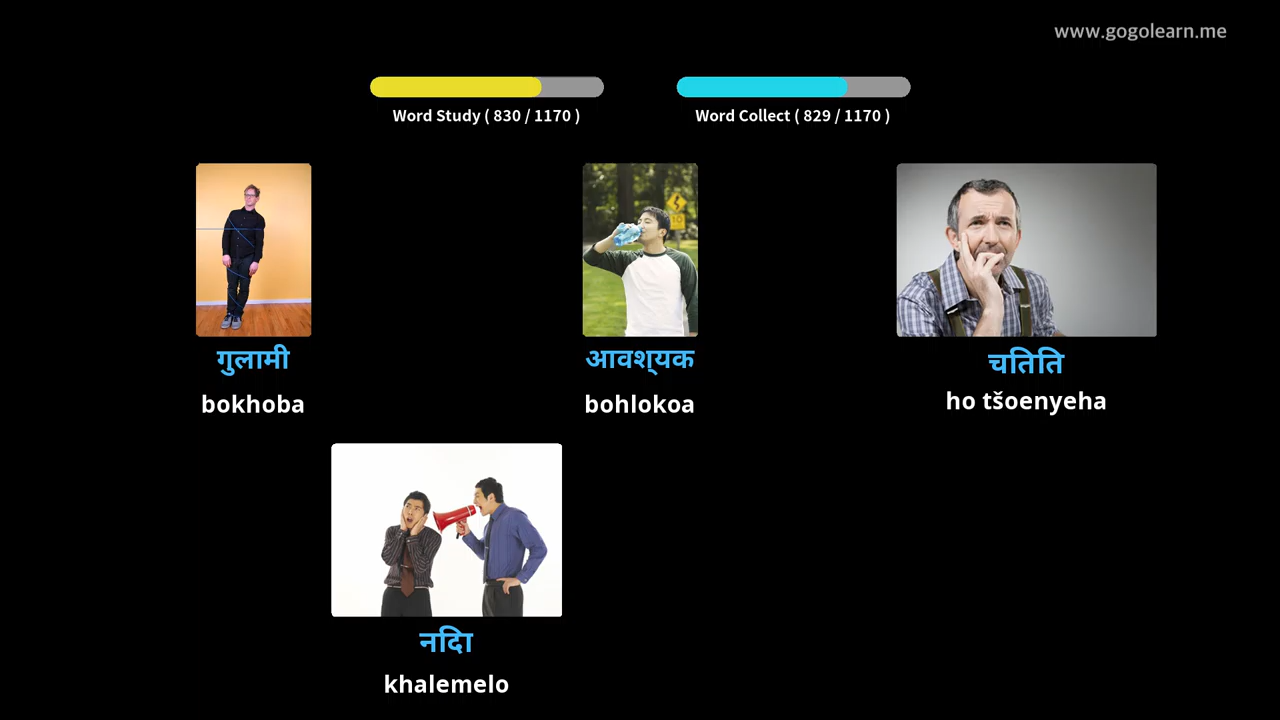 www.gogolearn.me
Word Study ( 830 / 1170 )
Word Collect ( 829 / 1170 )
गुलामी
आवश्यक
चतिति
bokhoba
bohlokoa
ho tšoenyeha
नदिा
khalemelo